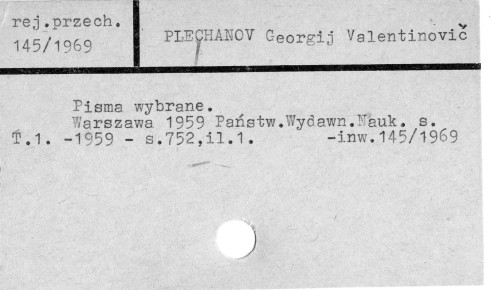 rej.przech.
145/1969
PLECHANOV Georgij Valentinovič
Pisma wybrane.
Warszawa 1959 Państw.Wydawn.Nauk. s.
T.1. -1959 - s.752,il.1. -inw.145/1969